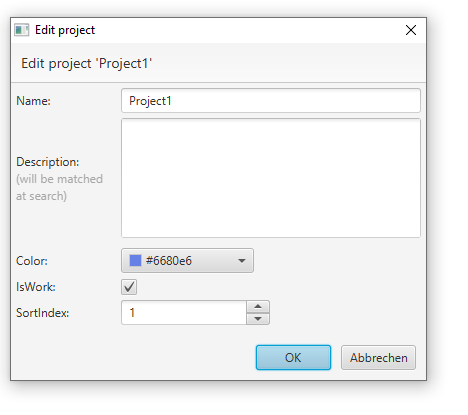 Edit project
Edit project 'Project1'
Name:
Project1
Description:
(will be matched
at search)
Color:
#6680e6
IsWork:
SortIndex:
1
OK
Abbrechen